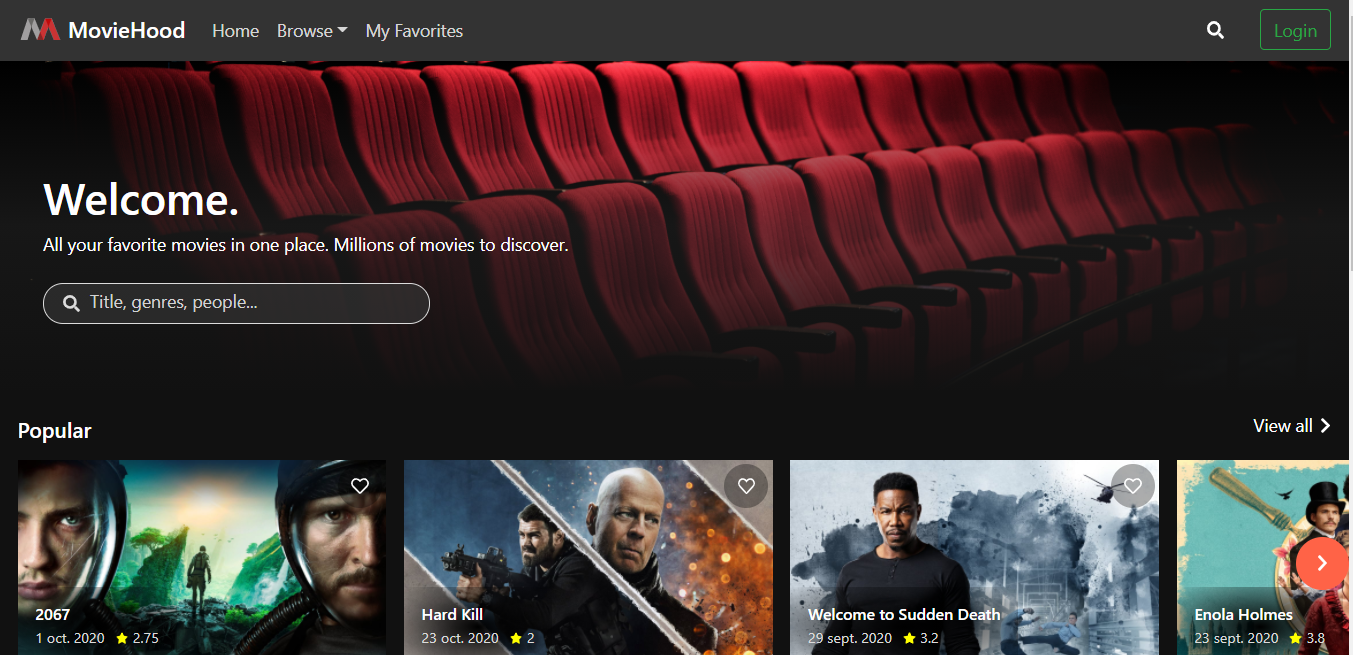 MovieHood Home Browse My Favorites Login
Welcome.
All your favorite movies in one place. Millions of movies to discover.
Title, genres, people...
Popular View all
2067
1 oct. 2020 2.75
Hard Kill
23 oct. 2020 2
Welcome to Sudden Death
29 sept. 2020 3.2
Enola Holmes
23 sept. 2020 3.8